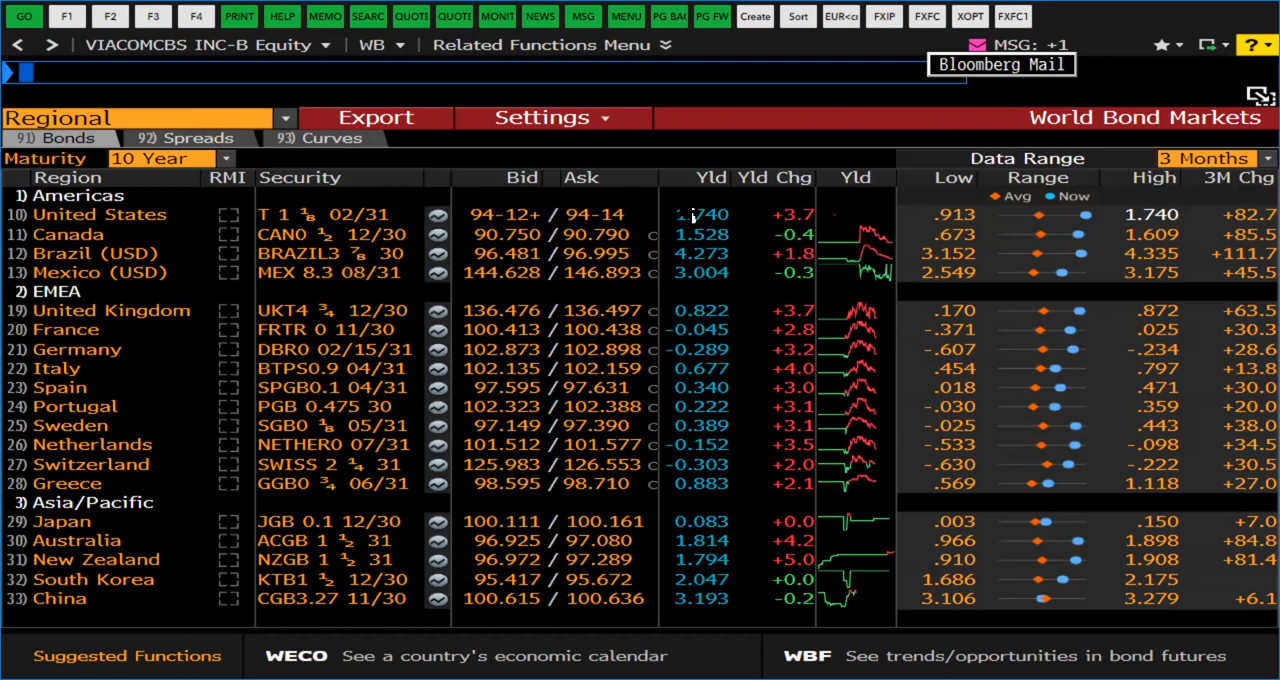 GO F1 F2 F3 F4 PRINT HELP MEMO SEARC QUOTE QUOTE MONIT NEWS MSG MENU PG BAC PG FW Create Sort EUR<cu FXIP FXFC XOPT FXFC1
< > VIACOMCBS INC-B Equity WB Related Functions Menu MSG: +1 ?
Bloomberg Mail
Regional Export Settings World Bond Markets
91) Bonds 92) Spreads 93) Curves
Maturity 10 Year Data Range 3 Months
Region RMI Security Bid Ask Yld Yld Chg Yld Low Range High 3M Chg
1) Americas Avg Now
10) United States T 1 ⅛ 02/31 94-12+ / 94-14 1.740 +3.7 .913 1.740 +82.7
11) Canada CAN0 ½ 12/30 90.750 / 90.790 c 1.528 -0.4 .673 1.609 +85.5
12) Brazil (USD) BRAZIL3 ⅞ 30 96.481 / 96.995 c 4.273 +1.8 3.152 4.335 +111.7
13) Mexico (USD) MEX 8.3 08/31 144.628 / 146.893 c 3.004 -0.3 2.549 3.175 +45.5
2) EMEA
19) United Kingdom UKT4 ¾ 12/30 136.476 / 136.497 c 0.822 +3.7 .170 .872 +63.5
20) France FRTR 0 11/30 100.413 / 100.438 c -0.045 +2.8 -.371 .025 +30.3
21) Germany DBR0 02/15/31 102.873 / 102.898 c -0.289 +3.2 -.607 -.234 +28.6
22) Italy BTPS0.9 04/31 102.135 / 102.159 c 0.677 +4.0 .454 .797 +13.8
23) Spain SPGB0.1 04/31 97.595 / 97.631 c 0.340 +3.0 .018 .471 +30.0
24) Portugal PGB 0.475 30 102.323 / 102.388 c 0.222 +3.1 -.030 .359 +20.0
25) Sweden SGB0 ⅛ 05/31 97.149 / 97.390 c 0.389 +3.1 -.025 .443 +38.0
26) Netherlands NETHER0 07/31 101.512 / 101.577 c -0.152 +3.5 -.533 -.098 +34.5
27) Switzerland SWISS 2 ¼ 31 125.983 / 126.553 c -0.303 +2.0 -.630 -.222 +30.5
28) Greece GGB0 ¾ 06/31 98.595 / 98.710 c 0.883 +2.1 .569 1.118 +27.0
3) Asia/Pacific
29) Japan JGB 0.1 12/30 100.111 / 100.161 0.083 +0.0 .003 .150 +7.0
30) Australia ACGB 1 ½ 31 96.925 / 97.080 1.814 +4.2 .966 1.898 +84.8
31) New Zealand NZGB 1 ½ 31 96.972 / 97.289 1.794 +5.0 .910 1.908 +81.4
32) South Korea KTB1 ½ 12/30 95.417 / 95.672 2.047 +0.0 1.686 2.175
33) China CGB3.27 11/30 100.615 / 100.636 3.193 -0.2 3.106 3.279 +6.1
Suggested Functions WECO See a country's economic calendar WBF See trends/opportunities in bond futures